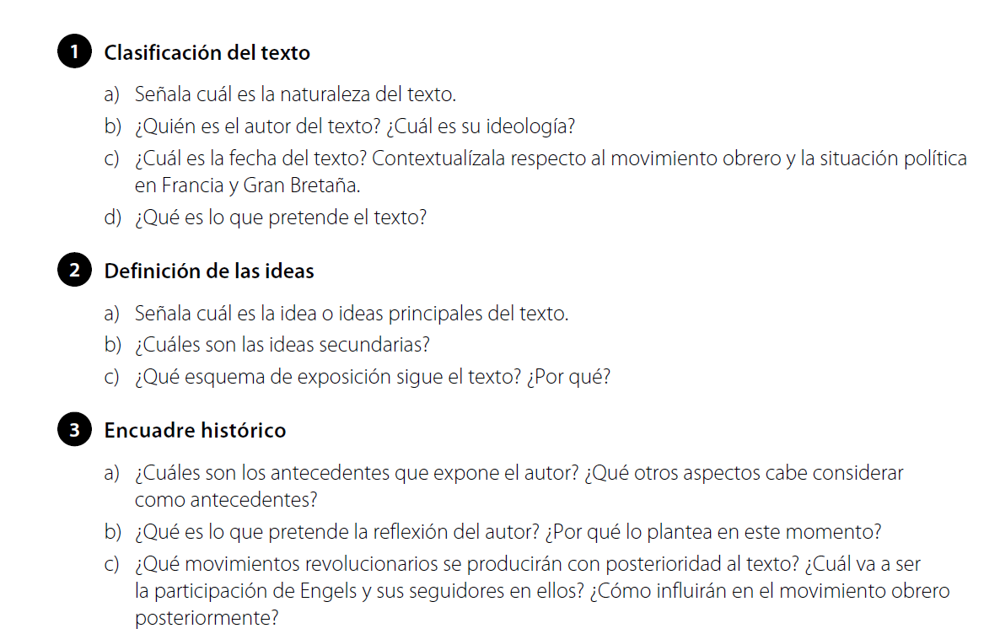 1 Clasificación del texto
a) Señala cuál es la naturaleza del texto.
b) ¿Quién es el autor del texto? ¿Cuál es su ideología?
c) ¿Cuál es la fecha del texto? Contextualízala respecto al movimiento obrero y la situación política
en Francia y Gran Bretaña.
d) ¿Qué es lo que pretende el texto?
2 Definición de las ideas
a) Señala cuál es la idea o ideas principales del texto.
b) ¿Cuáles son las ideas secundarias?
c) ¿Qué esquema de exposición sigue el texto? ¿Por qué?
3 Encuadre histórico
a) ¿Cuáles son los antecedentes que expone el autor? ¿Qué otros aspectos cabe considerar
como antecedentes?
b) ¿Qué es lo que pretende la reflexión del autor? ¿Por qué lo plantea en este momento?
c) ¿Qué movimientos revolucionarios se producirán con posterioridad al texto? ¿Cuál va a ser
la participación de Engels y sus seguidores en ellos? ¿Cómo influirán en el movimiento obrero
posteriormente?